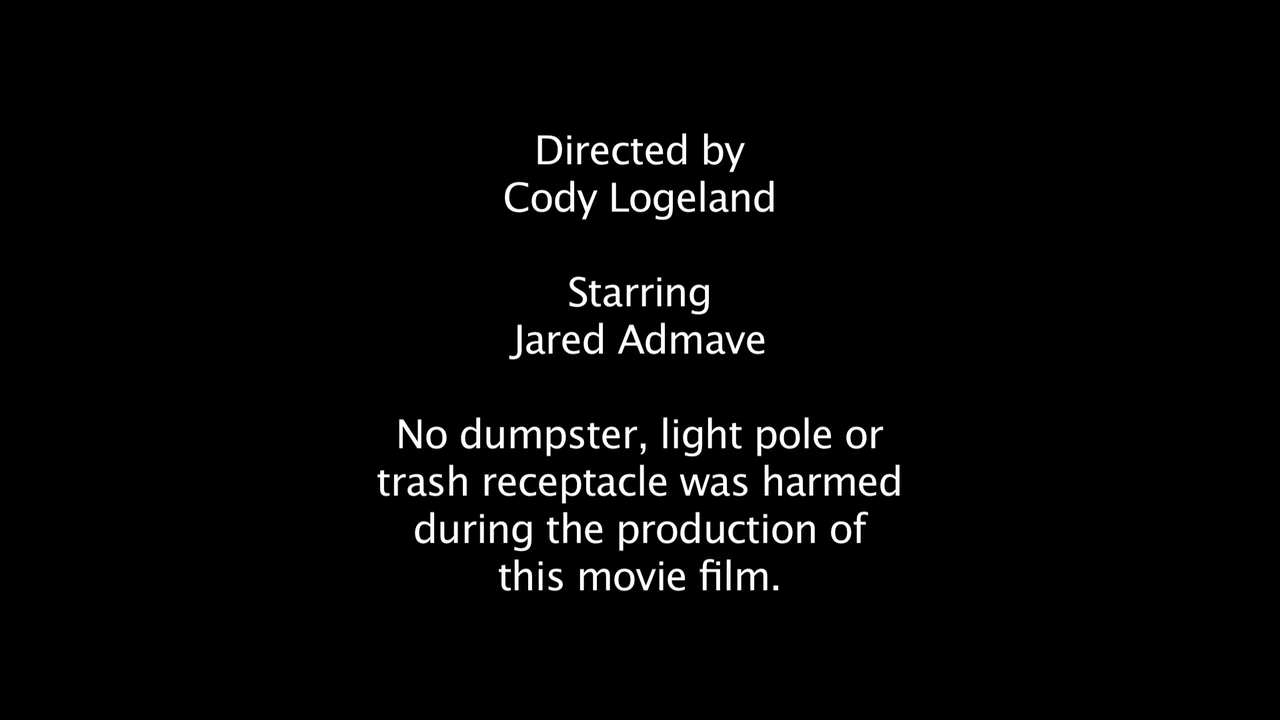 Directed by
Cody Logeland
Starring
Jared Admave
No dumpster, light pole or
trash receptacle was harmed
during the production of
this movie film.